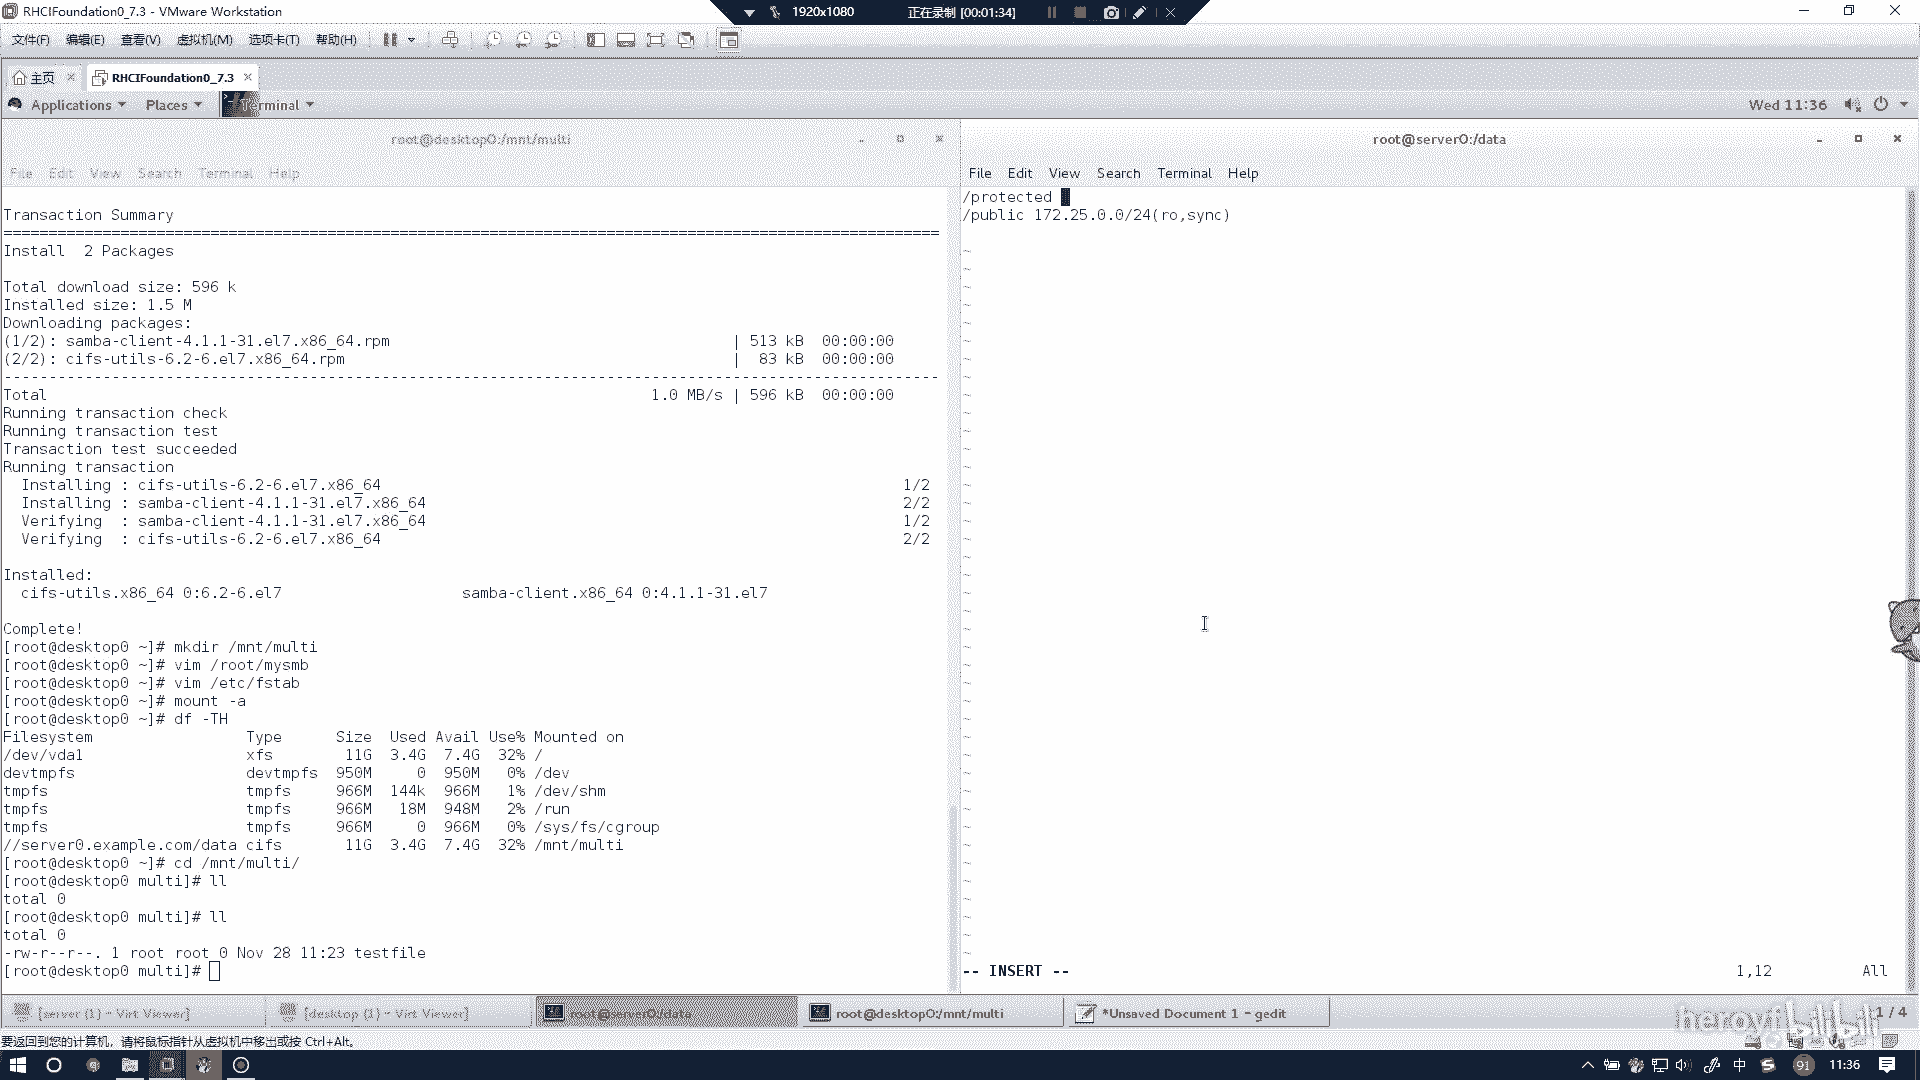 RHCIFoundation0_7.3 - VMware Workstation
1920x1080
正在录制 [00:01:34]
文件(F) 编辑(E) 查看(V) 虚拟机(M) 选项卡(T) 帮助(H)
主页
RHCIFoundation0_7.3
Applications Places Terminal
Wed 11:36
root@desktop0:/mnt/multi
File Edit View Search Terminal Help
Transaction Summary
================================================================================
Install  2 Packages
Total download size: 596 k
Installed size: 1.5 M
Downloading packages:
(1/2): samba-client-4.1.1-31.el7.x86_64.rpm | 513 kB 00:00:00
(2/2): cifs-utils-6.2-6.el7.x86_64.rpm | 83 kB 00:00:00
--------------------------------------------------------------------------------
Total 1.0 MB/s | 596 kB 00:00:00
Running transaction check
Running transaction test
Transaction test succeeded
Running transaction
Installing : cifs-utils-6.2-6.el7.x86_64 1/2
Installing : samba-client-4.1.1-31.el7.x86_64 2/2
Verifying : samba-client-4.1.1-31.el7.x86_64 1/2
Verifying : cifs-utils-6.2-6.el7.x86_64 2/2
Installed:
cifs-utils.x86_64 0:6.2-6.el7 samba-client.x86_64 0:4.1.1-31.el7
Complete!
[root@desktop0 ~]# mkdir /mnt/multi
[root@desktop0 ~]# vim /root/mysmb
[root@desktop0 ~]# vim /etc/fstab
[root@desktop0 ~]# mount -a
[root@desktop0 ~]# df -TH
Filesystem Type Size Used Avail Use% Mounted on
/dev/vda1 xfs 11G 3.4G 7.4G 32% /
devtmpfs devtmpfs 950M 0 950M 0% /dev
tmpfs tmpfs 966M 144k 966M 1% /dev/shm
tmpfs tmpfs 966M 18M 948M 2% /run
tmpfs tmpfs 966M 0 966M 0% /sys/fs/cgroup
//server0.example.com/data cifs 11G 3.4G 7.4G 32% /mnt/multi
[root@desktop0 ~]# cd /mnt/multi/
[root@desktop0 multi]# ll
total 0
[root@desktop0 multi]# ll
total 0
-rw-r--r--. 1 root root 0 Nov 28 11:23 testfile
[root@desktop0 multi]#
root@server0:/data
File Edit View Search Terminal Help
/protected
/public 172.25.0.0/24(ro,sync)
-- INSERT -- 1,12 All
[server (1) - Virt Viewer]
[desktop (1) - Virt Viewer]
root@server0:/data
root@desktop0:/mnt/multi
*Unsaved Document 1 - gedit
1 / 4
bilibili
要返回到您的计算机，请将鼠标指针从虚拟机中移出或按 Ctrl+Alt。
中
91
11:36